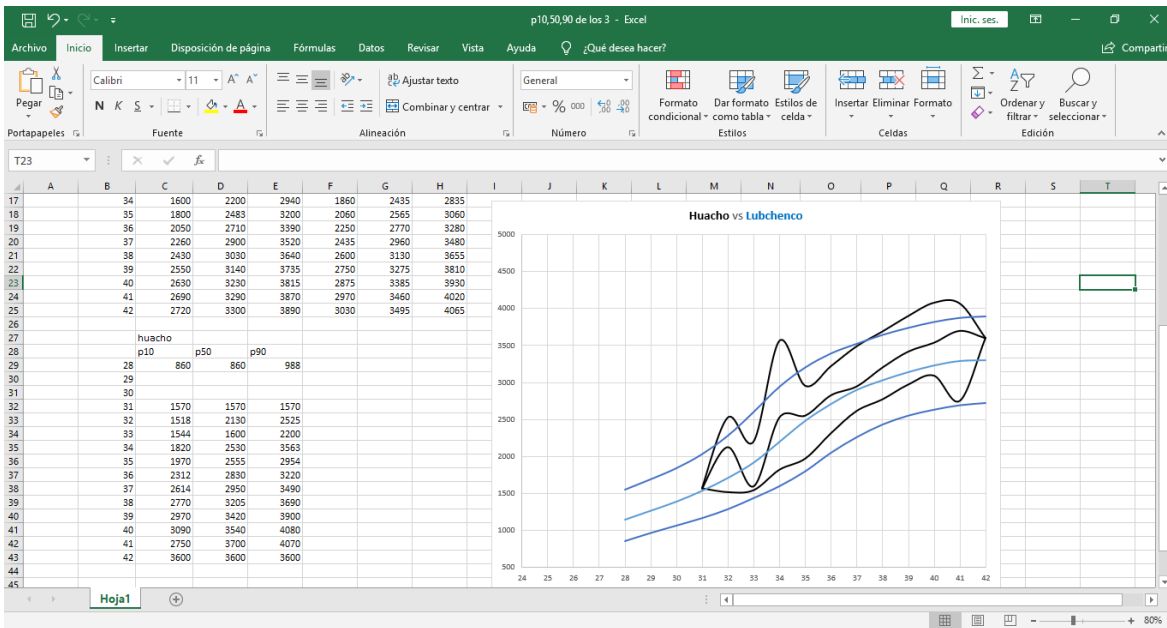 p10,50,90 de los 3 - Excel
Inic. ses.
Archivo Inicio Insertar Disposición de página Fórmulas Datos Revisar Vista Ayuda ¿Qué desea hacer? Compartir
Pegar
Portapapeles
Calibri 11 A^ A˅
N K S A
Fuente
Ajustar texto
Combinar y centrar
Alineación
General
% 000
Número
Formato condicional
Dar formato como tabla
Estilos de celda
Estilos
Insertar Eliminar Formato
Celdas
Ordenar y filtrar
Buscar y seleccionar
Edición
T23 fx
A B C D E F G H I J K L M N O P Q R S T
17 34 1600 2200 2940 1860 2435 2835
18 35 1800 2483 3200 2060 2565 3060
19 36 2050 2710 3390 2250 2770 3280
20 37 2260 2900 3520 2435 2960 3480
21 38 2430 3030 3640 2600 3130 3655
22 39 2550 3140 3735 2750 3275 3810
23 40 2630 3230 3815 2875 3385 3930
24 41 2690 3290 3870 2970 3460 4020
25 42 2720 3300 3890 3030 3495 4065
26
27 huacho
28 p10 p50 p90
29 28 860 860 988
30 29
31 30
32 31 1570 1570 1570
33 32 1518 2130 2525
34 33 1544 1600 2200
35 34 1820 2530 3563
36 35 1970 2555 2954
37 36 2312 2830 3220
38 37 2614 2950 3490
39 38 2770 3205 3690
40 39 2970 3420 3900
41 40 3090 3540 4080
42 41 2750 3700 4070
43 42 3600 3600 3600
44
45
Huacho vs Lubchenco
5000
4500
4000
3500
3000
2500
2000
1500
1000
500
24 25 26 27 28 29 30 31 32 33 34 35 36 37 38 39 40 41 42
Hoja1
80%